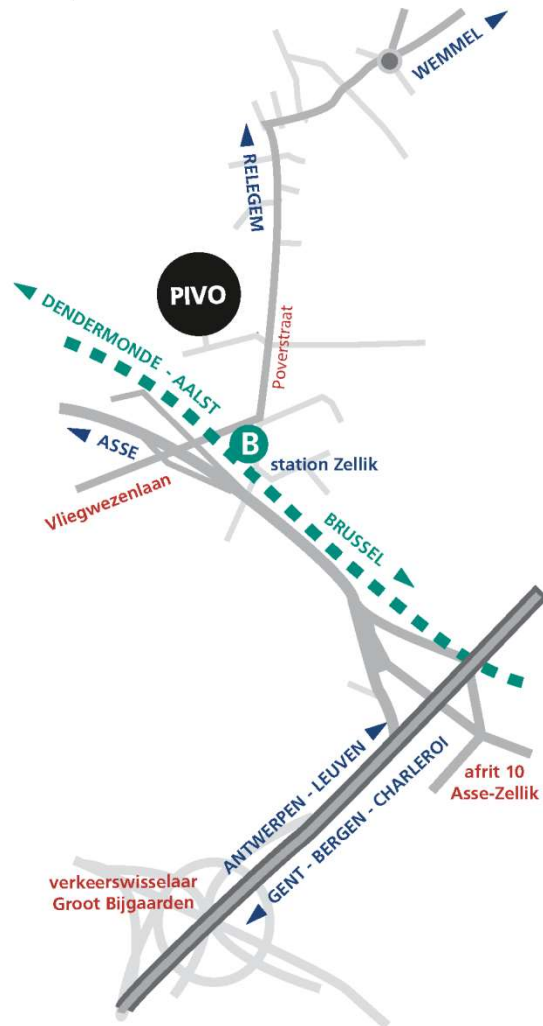 WEMMEL
RELEGEM
PIVO
DENDERMONDE - AALST
Poverstraat
ASSE
B
station Zellik
Vliegwezenlaan
BRUSSEL
ANTWERPEN - LEUVEN
GENT - BERGEN - CHARLEROI
afrit 10
Asse-Zellik
verkeerswisselaar
Groot Bijgaarden